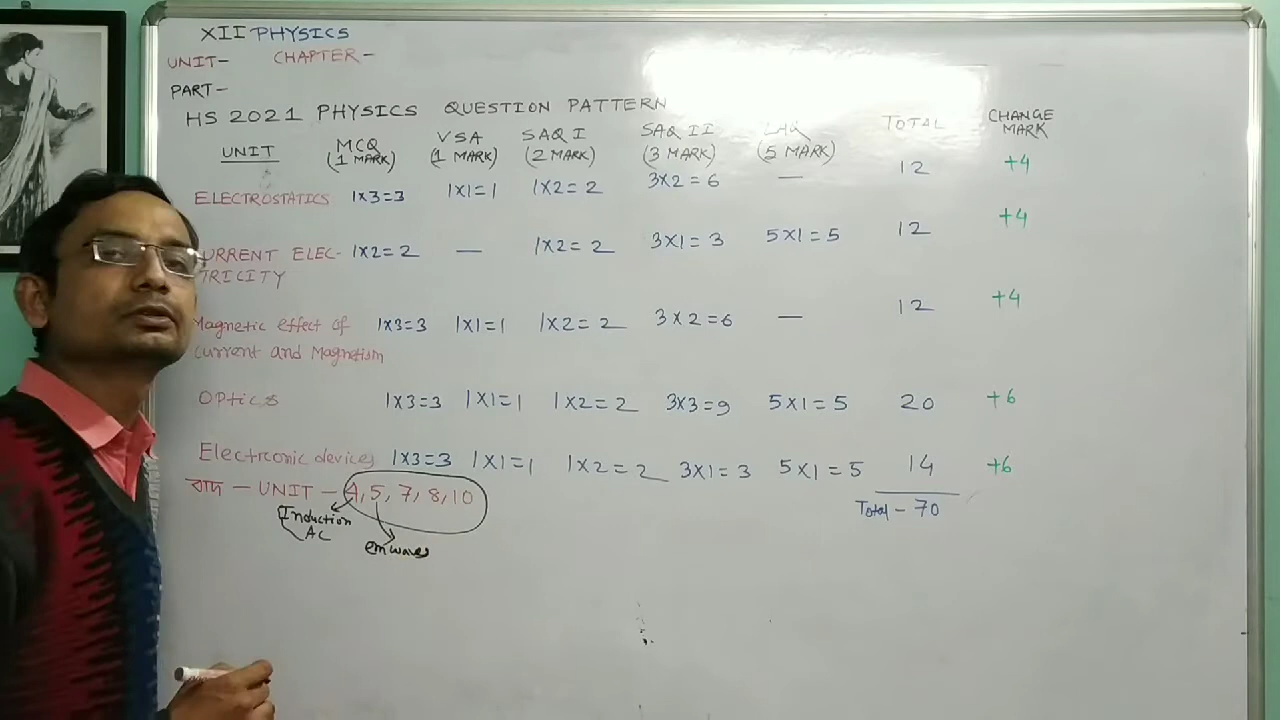 XII PHYSICS
UNIT- CHAPTER-
PART-
HS 2021 PHYSICS QUESTION PATTERN
UNIT MCQ (1 MARK) VSA (1 MARK) SAQ I (2 MARK) SAQ II (3 MARK) LAQ (5 MARK) TOTAL CHANGE MARK
ELECTROSTATICS 1X3=3 1X1=1 1X2=2 3X2=6 — 12 +4
CURRENT ELEC- 1X2=2 — 1X2=2 3X1=3 5X1=5 12 +4
TRICITY
Magnetic effect of 1X3=3 1X1=1 1X2=2 3X2=6 — 12 +4
current and Magnetism
Optics 1X3=3 1X1=1 1X2=2 3X3=9 5X1=5 20 +6
Electronic devices 1X3=3 1X1=1 1X2=2 3X1=3 5X1=5 14 +6
বাদ - UNIT - 4, 5, 7, 8, 10
Total - 70
Induction
AC
em waves